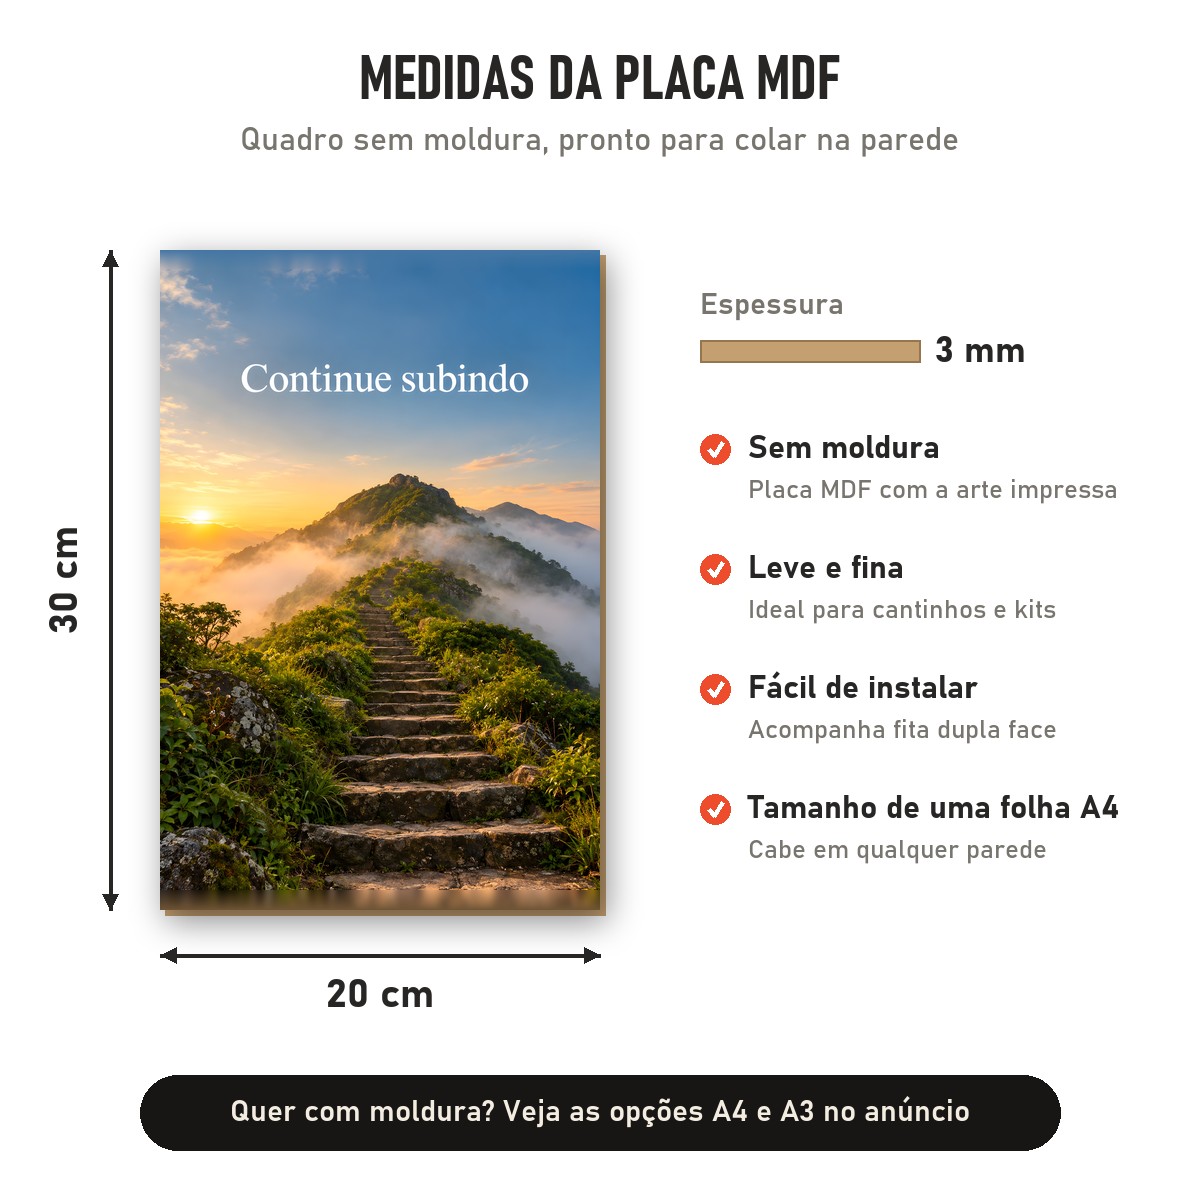 MEDIDAS DA PLACA MDF
Quadro sem moldura, pronto para colar na parede
Continue subindo
30 cm
20 cm
Espessura
3 mm
Sem moldura
Placa MDF com a arte impressa
Leve e fina
Ideal para cantinhos e kits
Fácil de instalar
Acompanha fita dupla face
Tamanho de uma folha A4
Cabe em qualquer parede
Quer com moldura? Veja as opções A4 e A3 no anúncio